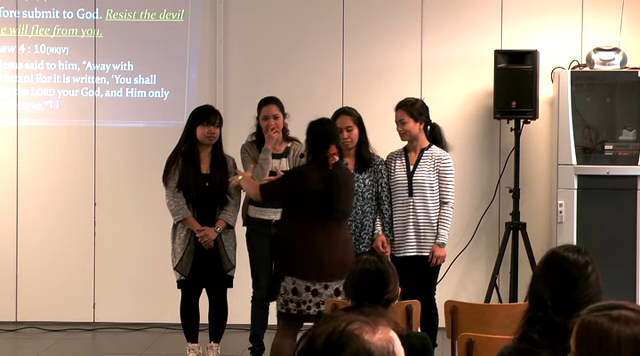 fore submit to God. Resist the devil
e will flee from you.
ew 4 : 10(NKJV)
Jesus said to him, "Away with
Satan! For it is written, 'You shall
the LORD your God, and Him only